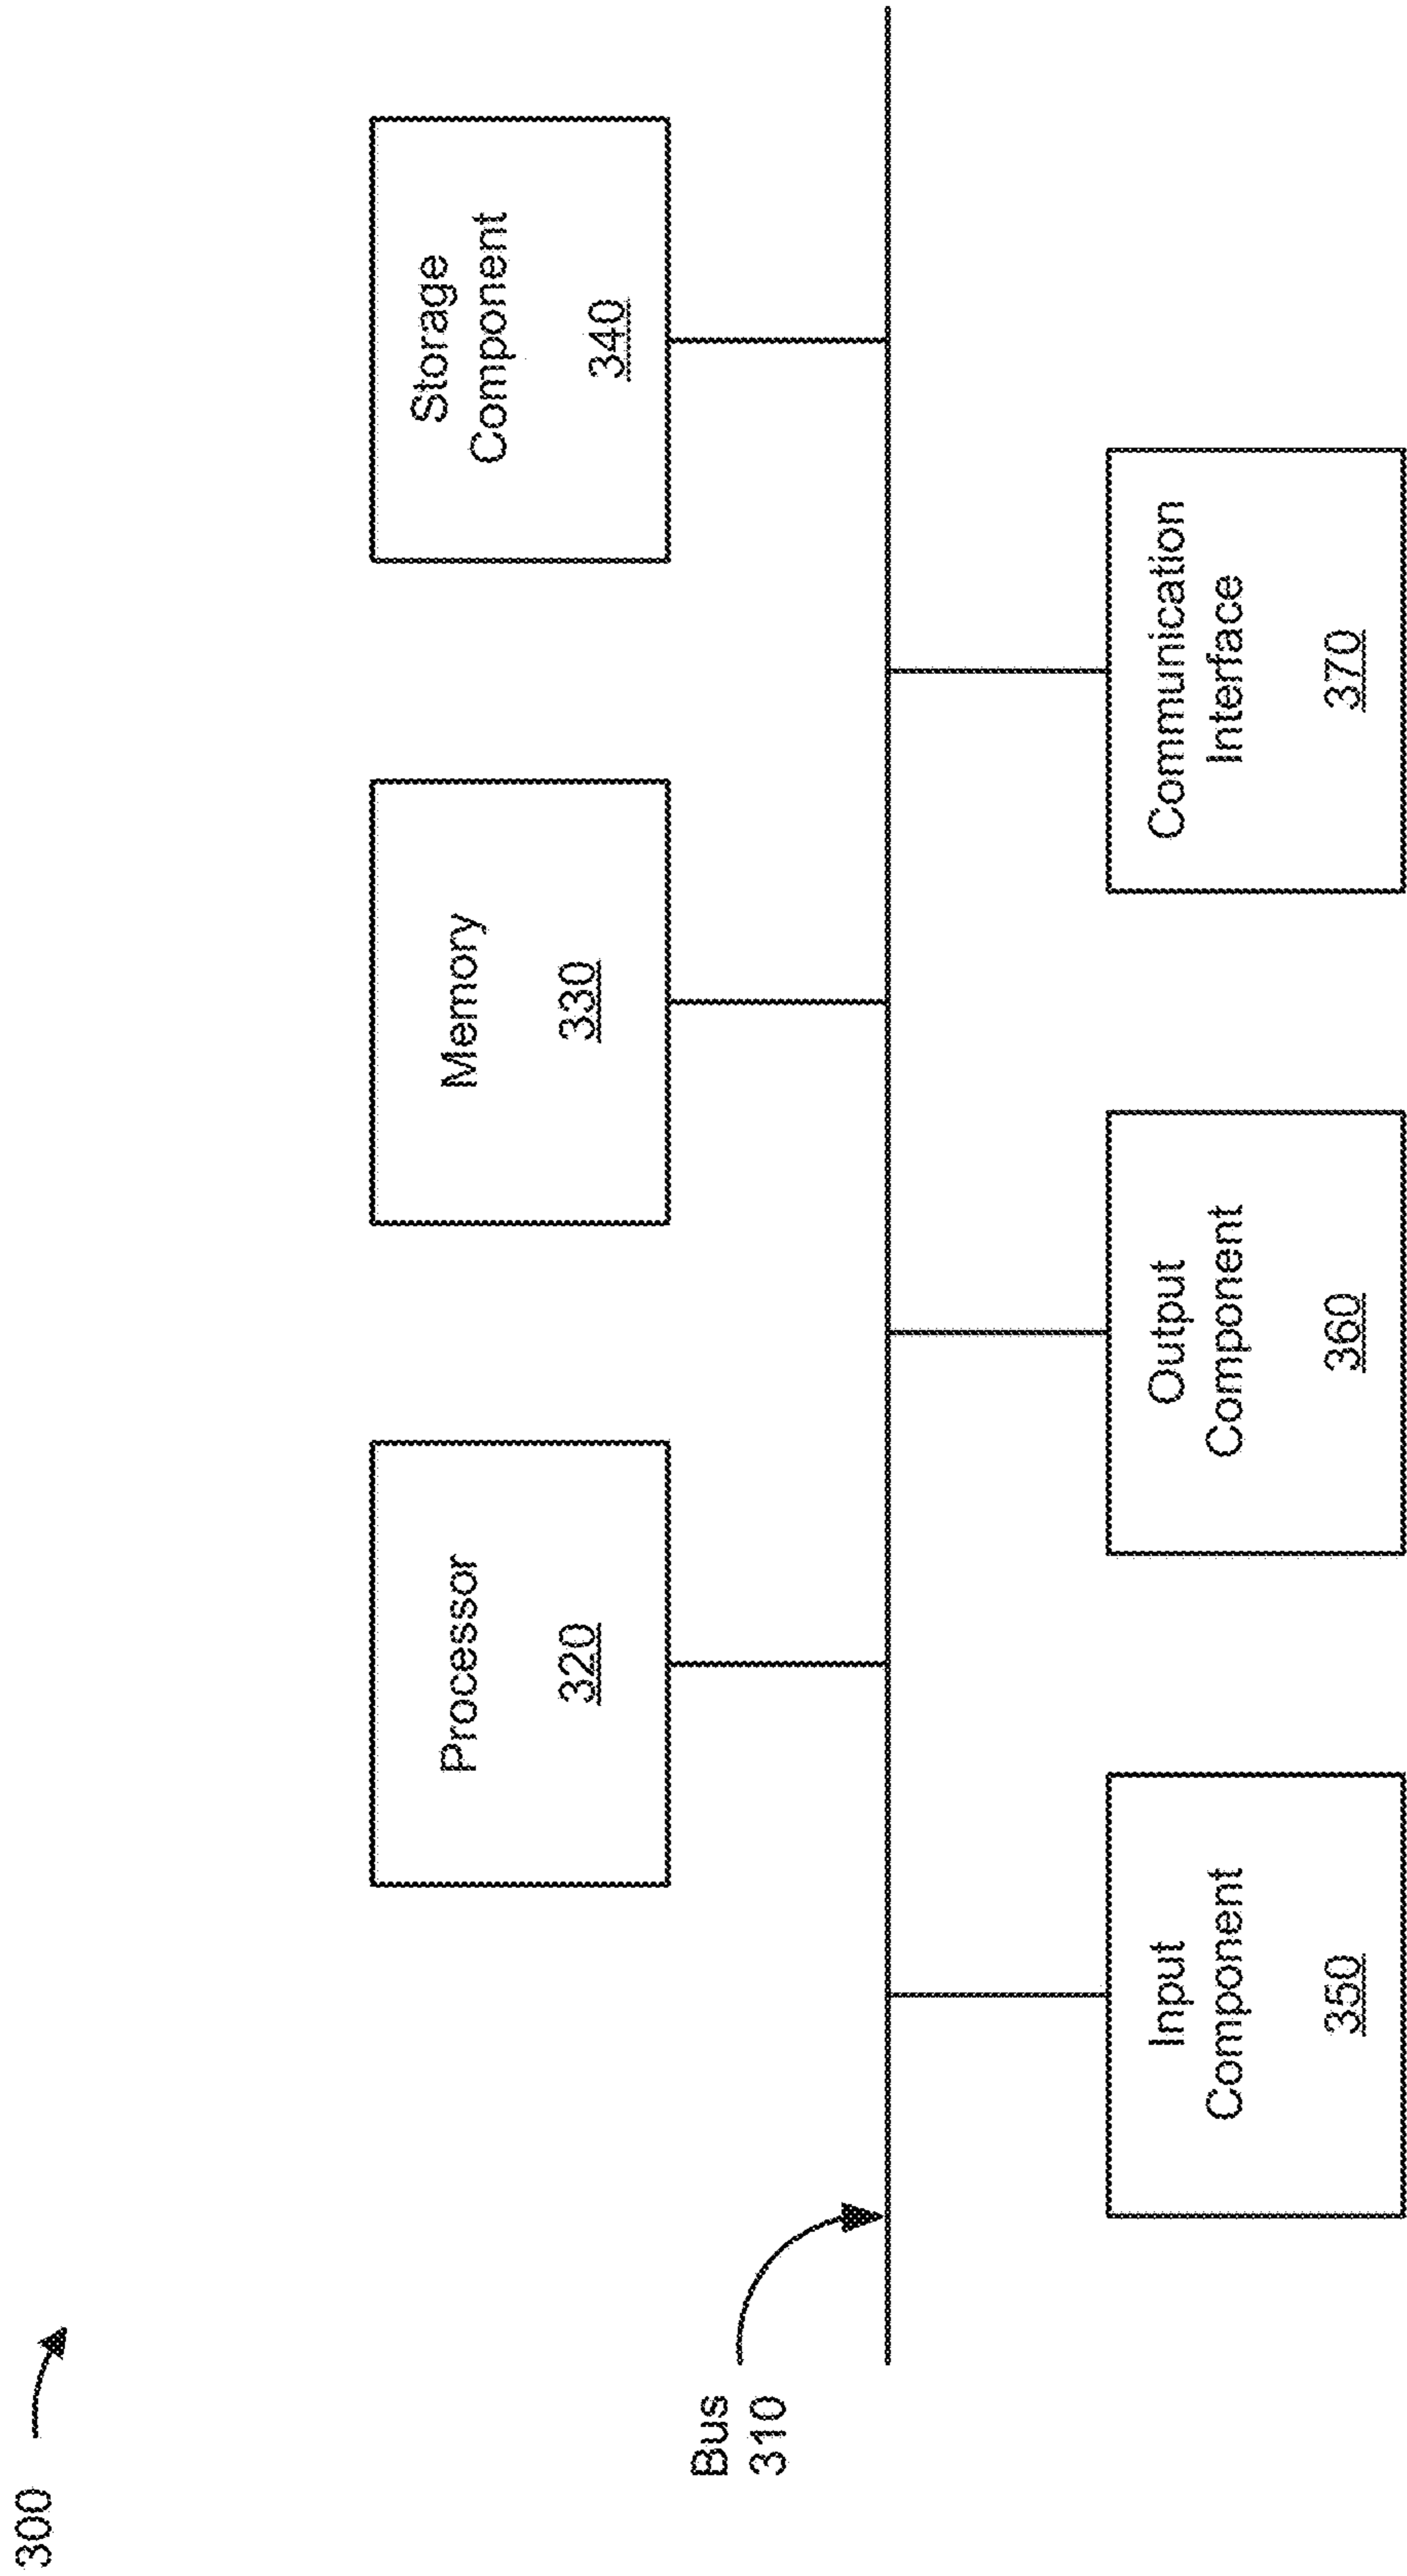 300
Bus
310
Processor
320
Memory
330
Storage
Component
340
Input
Component
350
Output
Component
360
Communication
Interface
370